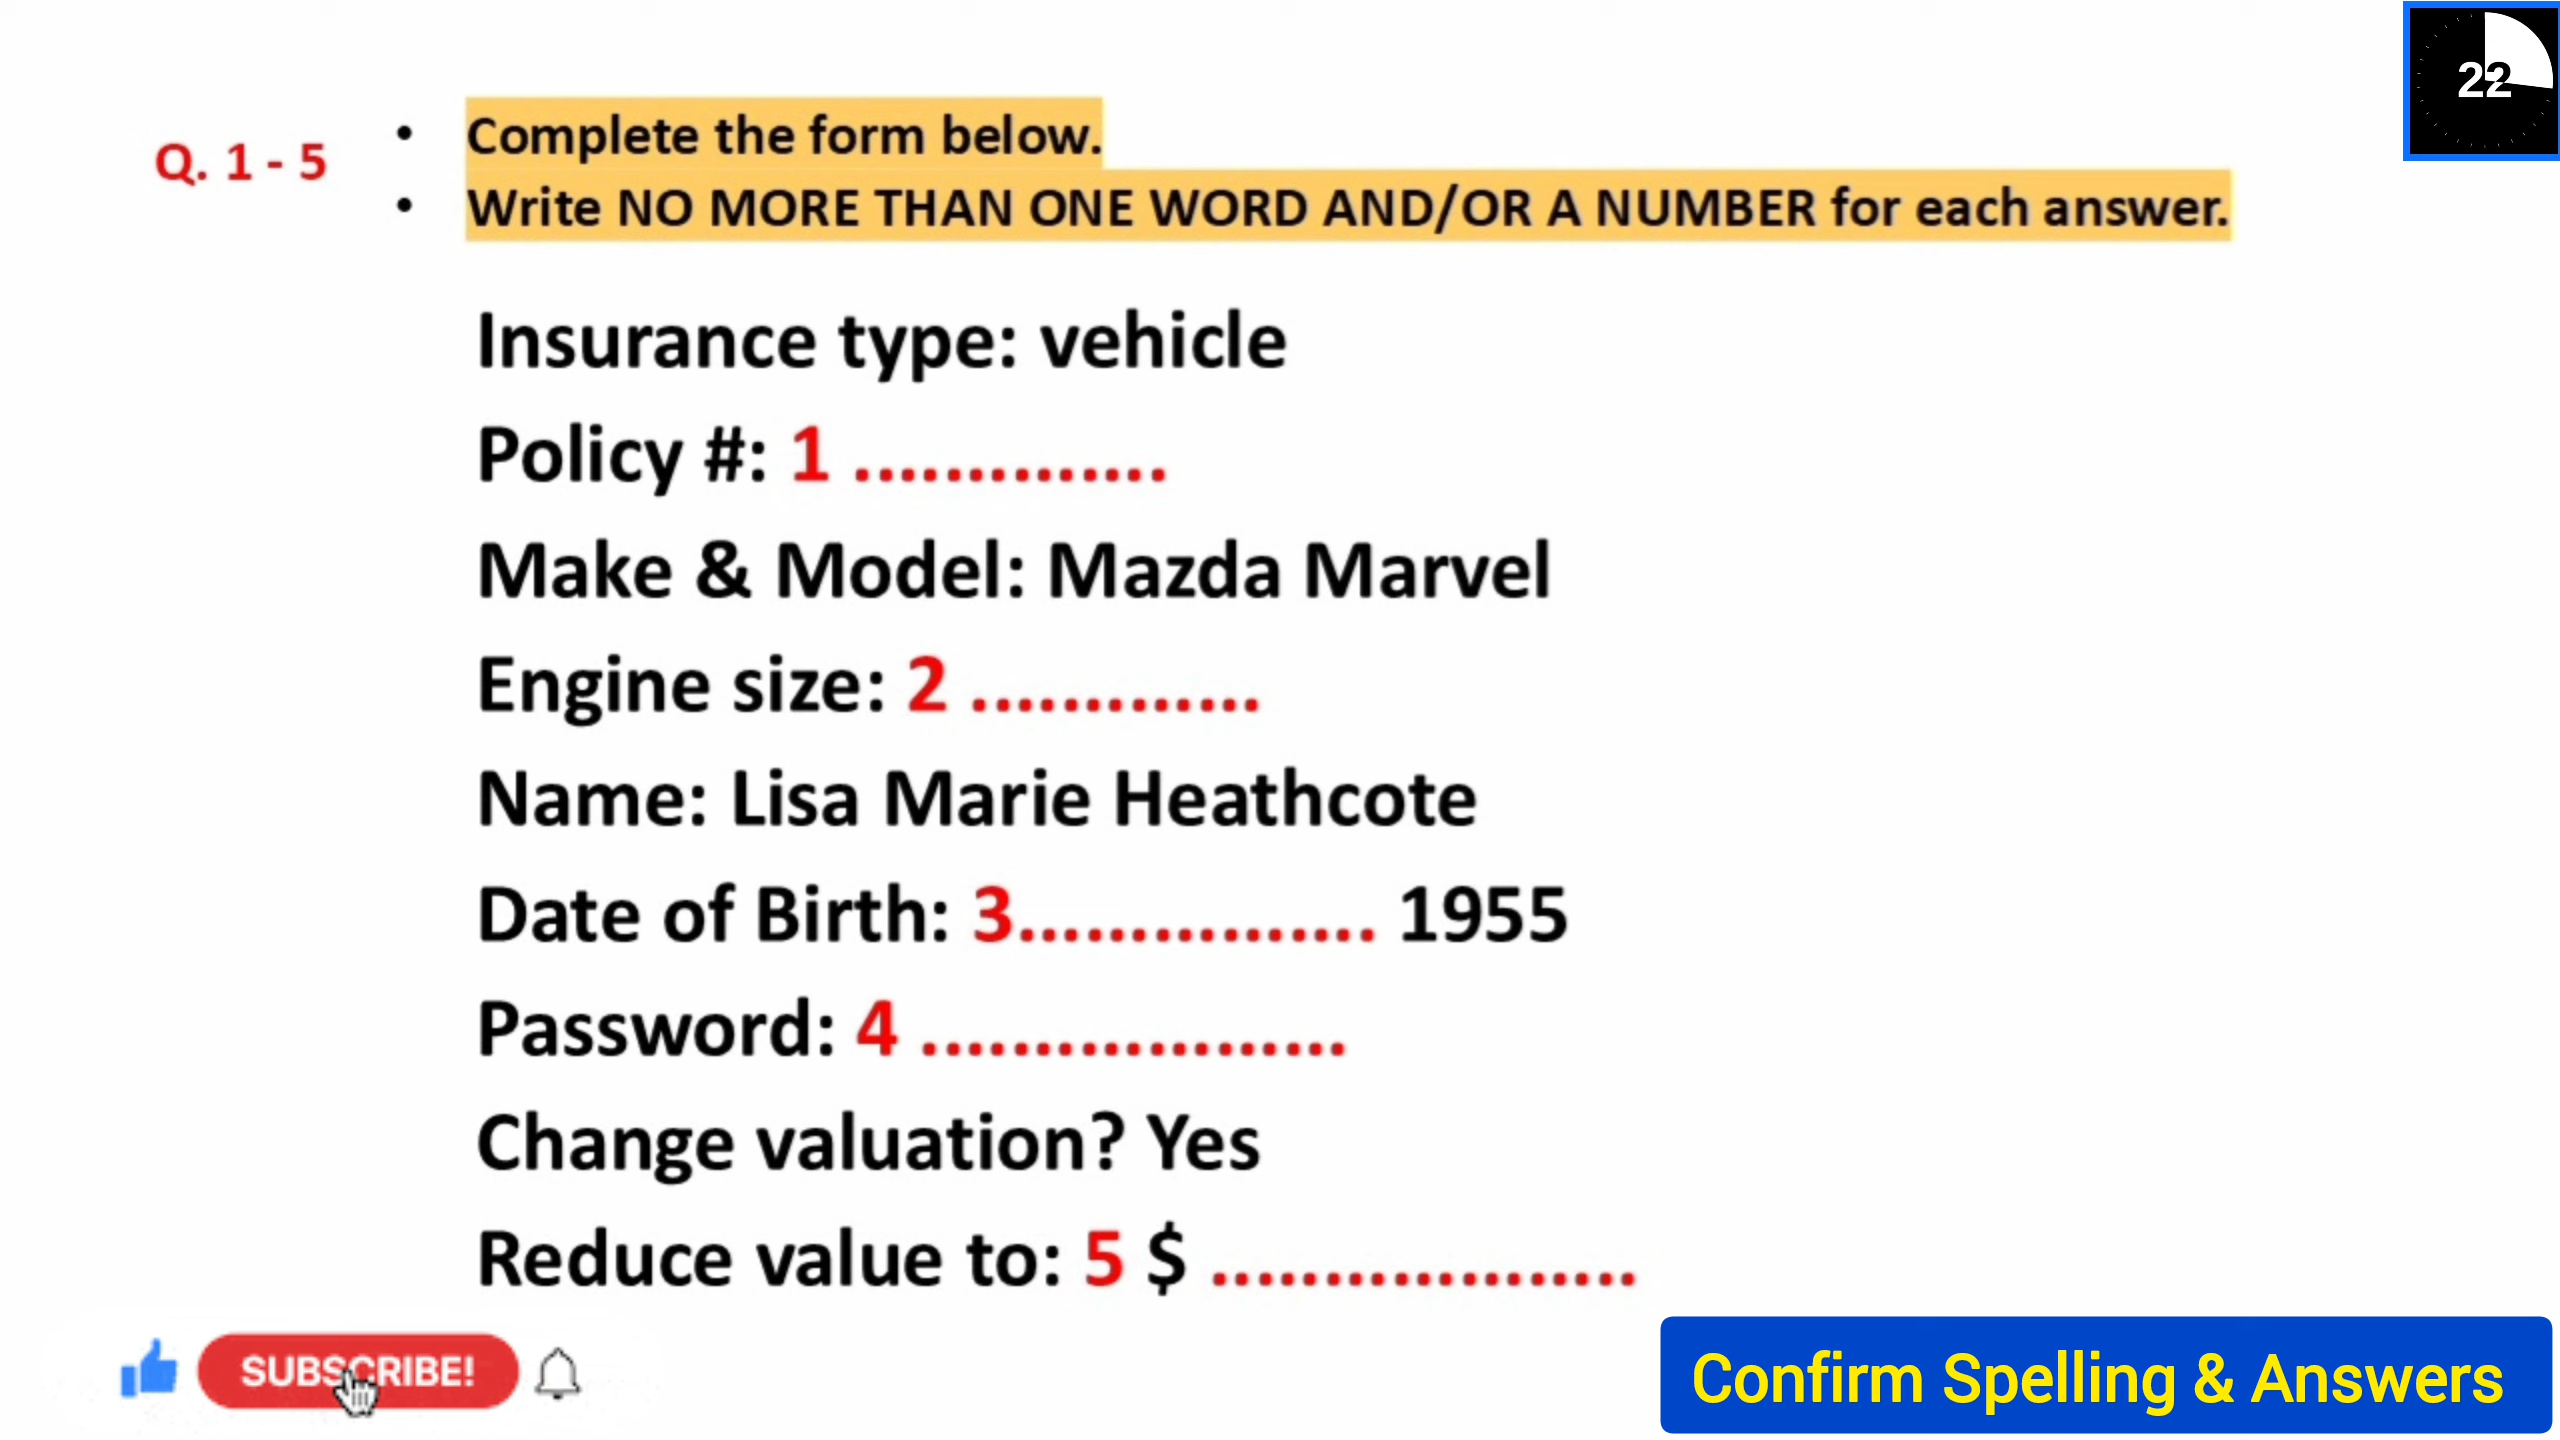 22
Q. 1 - 5
• Complete the form below.
• Write NO MORE THAN ONE WORD AND/OR A NUMBER for each answer.
Insurance type: vehicle
Policy #: 1 ..............
Make & Model: Mazda Marvel
Engine size: 2 .............
Name: Lisa Marie Heathcote
Date of Birth: 3................ 1955
Password: 4 ...................
Change valuation? Yes
Reduce value to: 5 $ ...................
SUBSCRIBE!
Confirm Spelling & Answers